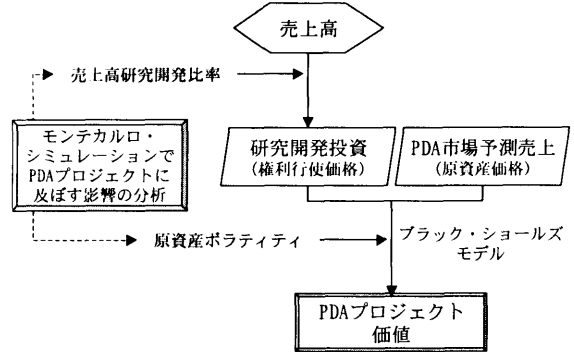 売上高
売上高研究開発比率
モンテカルロ・
シミュレーションで
PDAプロジェクトに
及ぼす影響の分析
研究開発投資
(権利行使価格)
PDA市場予測売上
(原資産価格)
原資産ボラティティ
ブラック・ショールズ
モデル
PDAプロジェクト
価値